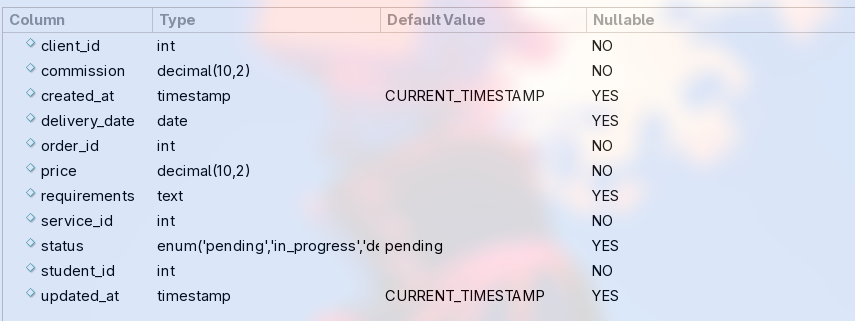 Column Type Default Value Nullable
client_id int NO
commission decimal(10,2) NO
created_at timestamp CURRENT_TIMESTAMP YES
delivery_date date YES
order_id int NO
price decimal(10,2) NO
requirements text YES
service_id int NO
status enum('pending','in_progress','de pending YES
student_id int NO
updated_at timestamp CURRENT_TIMESTAMP YES